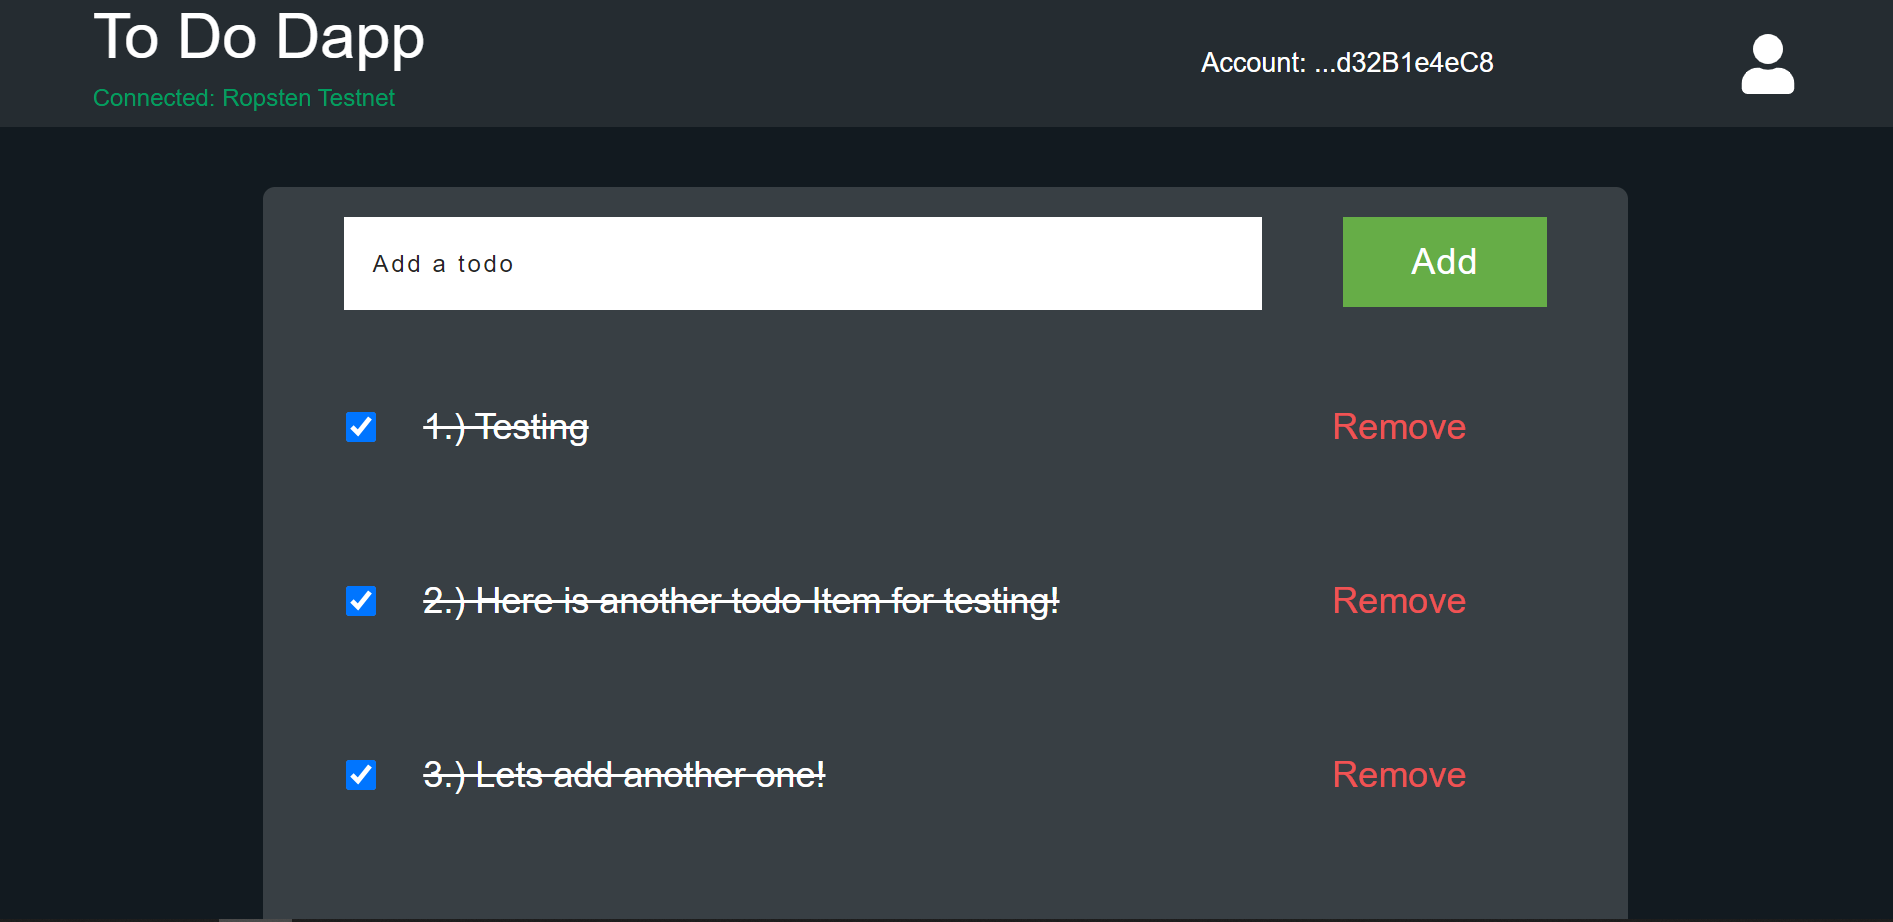 To Do Dapp
Connected: Ropsten Testnet
Account: ...d32B1e4eC8
Add a todo
Add
1.) Testing
Remove
2.) Here is another todo Item for testing!
Remove
3.) Lets add another one!
Remove